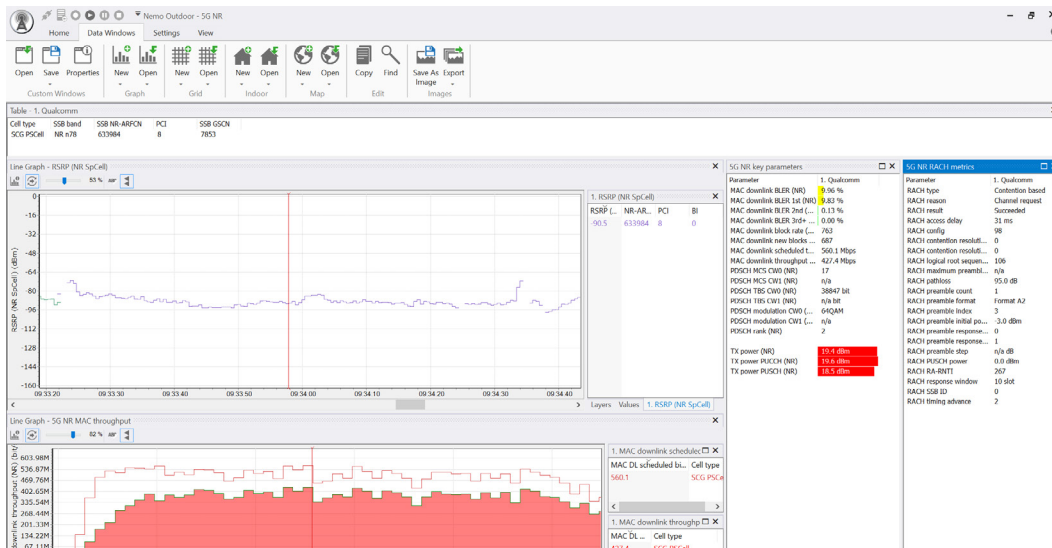 Nemo Outdoor - 5G NR
Home Data Windows Settings View
Open Save Properties New Open New Open New Open New Open Copy Find Save As Image Export
Custom Windows Graph Grid Indoor Map Edit Images
Table - 1. Qualcomm
Cell type SSB band SSB NR-ARFCN PCI SSB GSCN
SCG PSCell NR n78 633984 8 7853
Line Graph - RSRP (NR SpCell)
53 %
RSRP (NR SpCell) (dBm)
0
-16
-32
-48
-64
-80
-96
-112
-128
-144
-160
09:33:20 09:33:30 09:33:40 09:33:50 09:34:00 09:34:10 09:34:20 09:34:30 09:34:40
1. RSRP (NR SpCell)
RSRP (... NR-AR... PCI BI
-90.5 633984 8 0
Layers Values 1. RSRP (NR SpCell)
5G NR key parameters
Parameter 1. Qualcomm
MAC downlink BLER (NR) 9.96 %
MAC downlink BLER 1st (NR) 9.83 %
MAC downlink BLER 2nd (... 0.13 %
MAC downlink BLER 3rd+ ... 0.00 %
MAC downlink block rate (... 763
MAC downlink new blocks ... 687
MAC downlink scheduled t... 560.1 Mbps
MAC downlink throughput ... 427.4 Mbps
PDSCH MCS CW0 (NR) 17
PDSCH MCS CW1 (NR) n/a
PDSCH TBS CW0 (NR) 38847 bit
PDSCH TBS CW1 (NR) n/a bit
PDSCH modulation CW0 (... 64QAM
PDSCH modulation CW1 (... n/a
PDSCH rank (NR) 2
TX power (NR) 19.4 dBm
TX power PUCCH (NR) 19.6 dBm
TX power PUSCH (NR) 18.5 dBm
5G NR RACH metrics
Parameter 1. Qualcomm
RACH type Contention based
RACH reason Channel request
RACH result Succeeded
RACH access delay 31 ms
RACH config 98
RACH contention resoluti... 0
RACH contention resoluti... 0
RACH logical root sequen... 106
RACH maximum preambl... n/a
RACH pathloss 95.0 dB
RACH preamble count 1
RACH preamble format Format A2
RACH preamble Index 3
RACH preamble initial po... -3.0 dBm
RACH preamble response... 0
RACH preamble response... 1
RACH preamble step n/a dB
RACH PUSCH power 0.0 dBm
RACH RA-RNTI 267
RACH response window 10 slot
RACH SSB ID 0
RACH timing advance 2
Line Graph - 5G NR MAC throughput
82 %
downlink throughput (NR) (bit/
603.98M
536.87M
469.76M
402.65M
335.54M
268.44M
201.33M
134.22M
67.11M
1. MAC downlink schedulec
MAC DL scheduled bi... Cell type
560.1 SCG PSCe
1. MAC downlink throughp
MAC DL ... Cell type
427.4 SCG PSCell